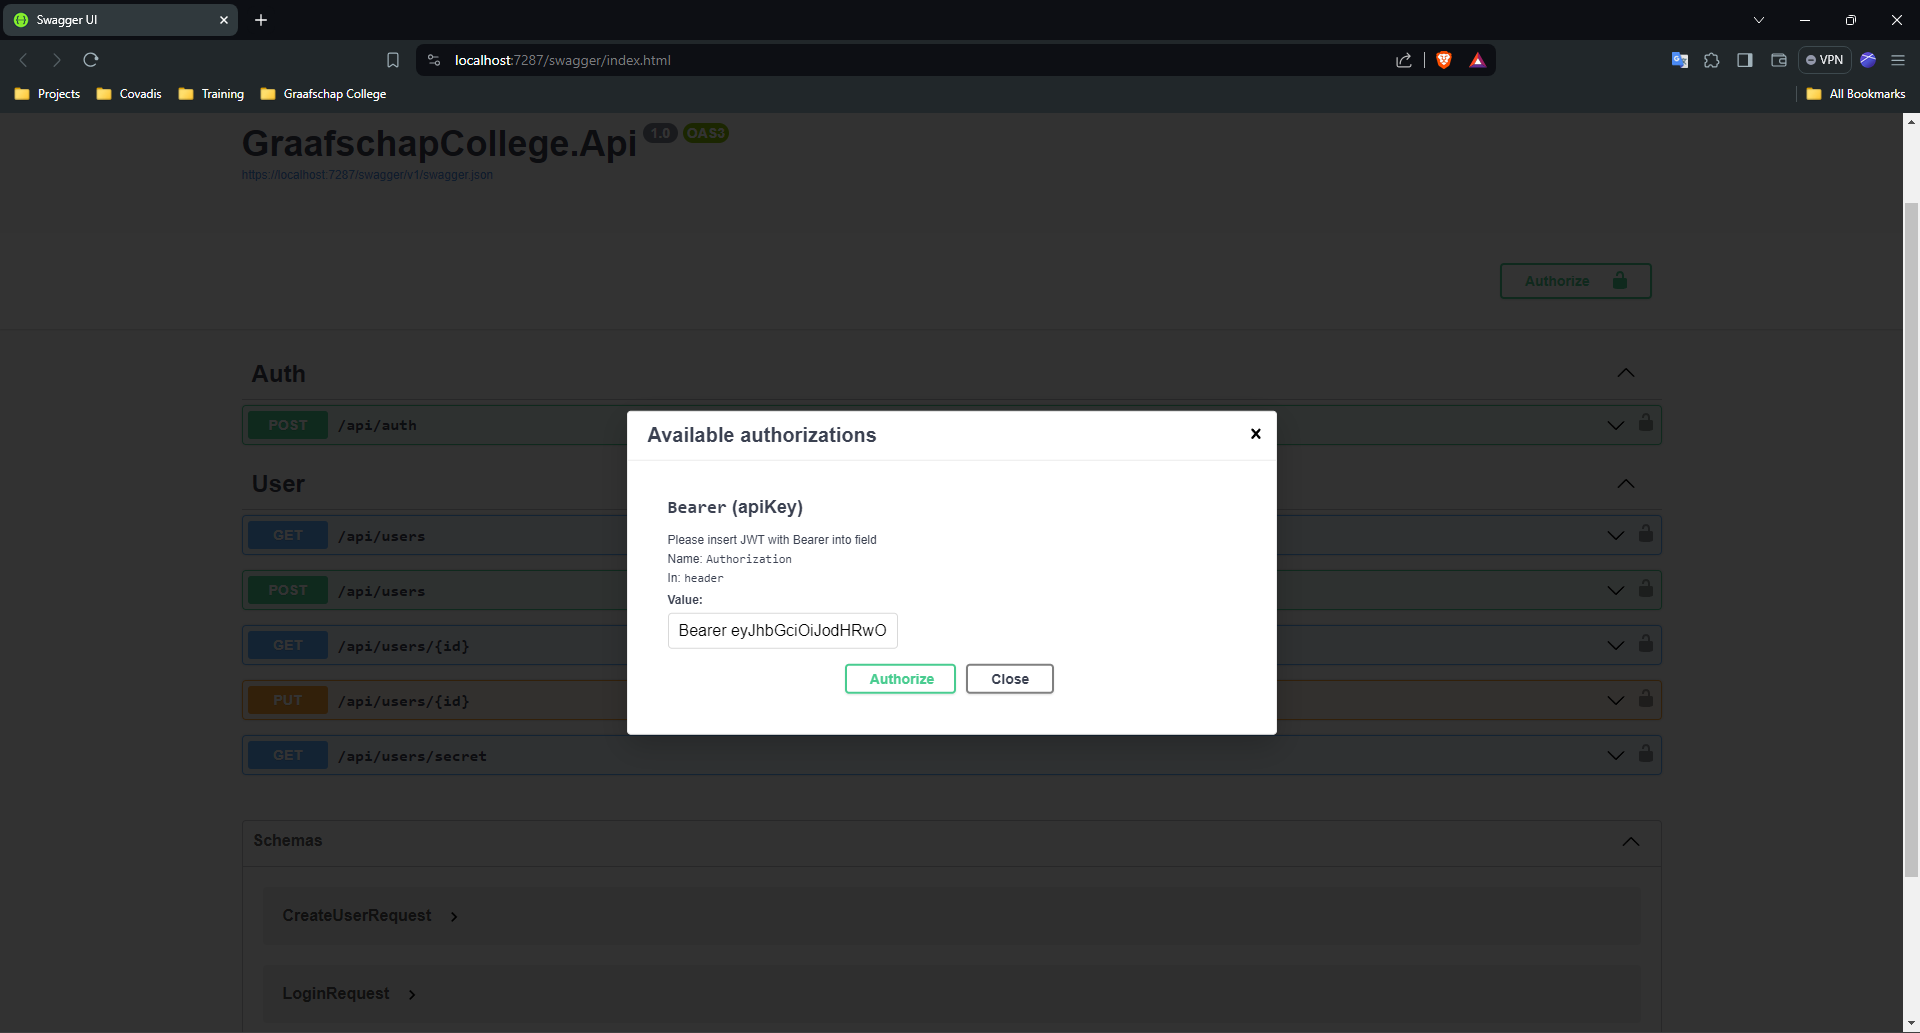 Swagger UI
localhost:7287/swagger/index.html
VPN
Projects
Covadis
Training
Graafschap College
All Bookmarks
GraafschapCollege.Api 1.0 OAS3
https://localhost:7287/swagger/v1/swagger.json
Authorize
Auth
POST /api/auth
User
GET /api/users
POST /api/users
GET /api/users/{id}
PUT /api/users/{id}
GET /api/users/secret
Available authorizations
Bearer (apiKey)
Please insert JWT with Bearer into field
Name: Authorization
In: header
Value:
Bearer eyJhbGciOiJodHRwO
Authorize
Close
Schemas
CreateUserRequest
LoginRequest